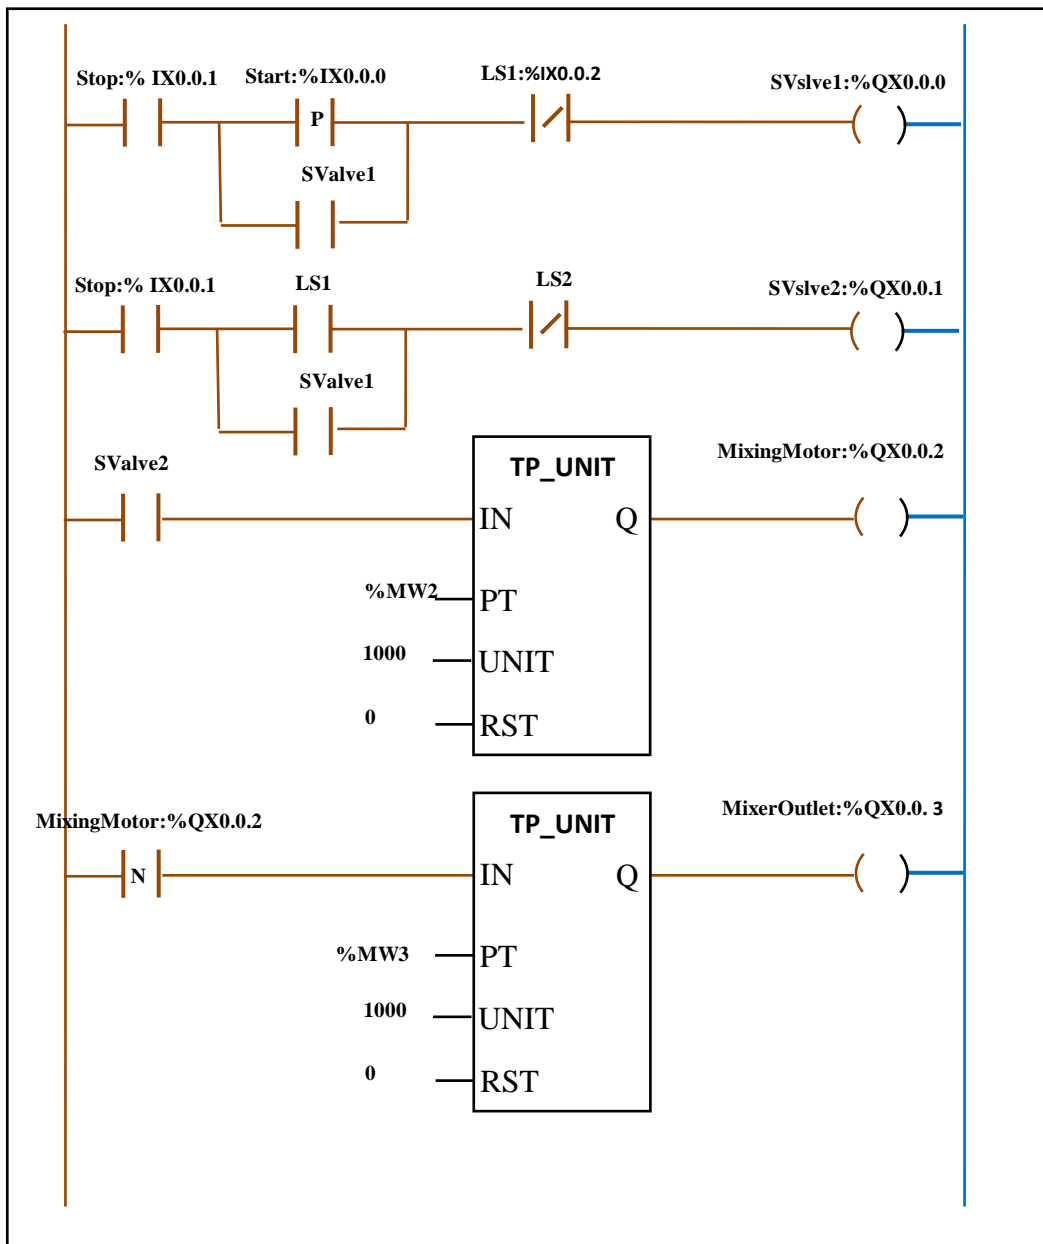 Stop:% IX0.0.1 Start:%IX0.0.0 LS1:%IX0.0.2 SVslve1:%QX0.0.0
P
SValve1
Stop:% IX0.0.1 LS1 LS2 SVslve2:%QX0.0.1
SValve1
SValve2 TP_UNIT MixingMotor:%QX0.0.2
IN Q
%MW2 PT
1000 UNIT
0 RST
MixingMotor:%QX0.0.2 TP_UNIT MixerOutlet:%QX0.0. 3
N IN Q
%MW3 PT
1000 UNIT
0 RST